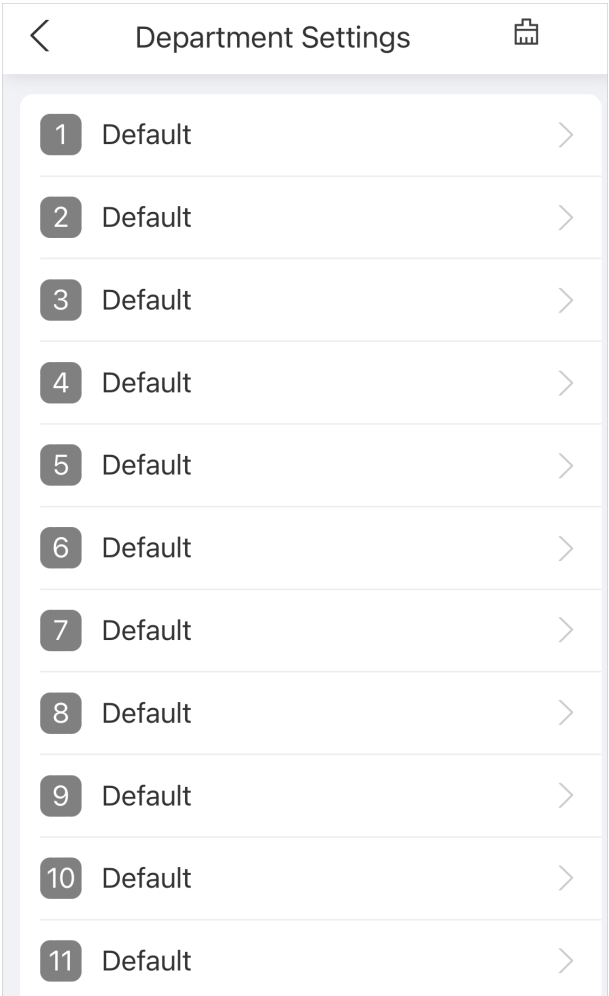 Department Settings
1 Default
2 Default
3 Default
4 Default
5 Default
6 Default
7 Default
8 Default
9 Default
10 Default
11 Default